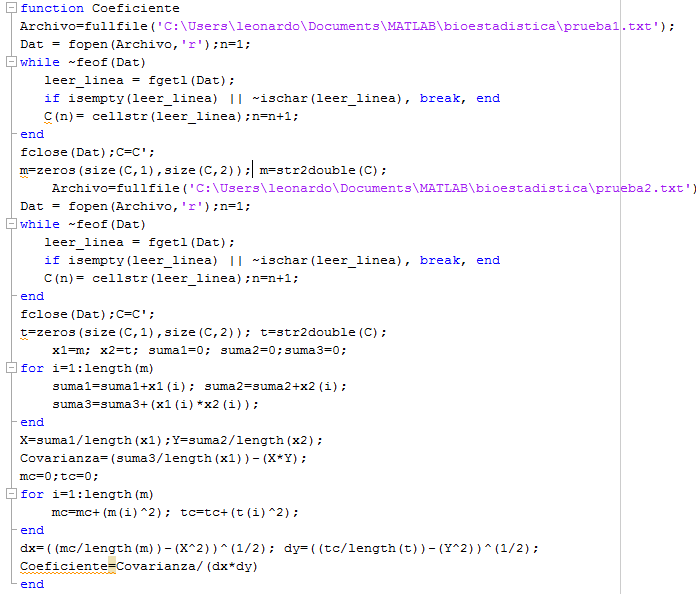 function Coeficiente
Archivo=fullfile('C:\Users\leonardo\Documents\MATLAB\bioestadistica\prueba1.txt');
Dat = fopen(Archivo,'r');n=1;
while ~feof(Dat)
leer_linea = fgetl(Dat);
if isempty(leer_linea) || ~ischar(leer_linea), break, end
C(n)= cellstr(leer_linea);n=n+1;
end
fclose(Dat);C=C';
m=zeros(size(C,1),size(C,2)); m=str2double(C);
Archivo=fullfile('C:\Users\leonardo\Documents\MATLAB\bioestadistica\prueba2.txt')
Dat = fopen(Archivo,'r');n=1;
while ~feof(Dat)
leer_linea = fgetl(Dat);
if isempty(leer_linea) || ~ischar(leer_linea), break, end
C(n)= cellstr(leer_linea);n=n+1;
end
fclose(Dat);C=C';
t=zeros(size(C,1),size(C,2)); t=str2double(C);
x1=m; x2=t; suma1=0; suma2=0;suma3=0;
for i=1:length(m)
suma1=suma1+x1(i); suma2=suma2+x2(i);
suma3=suma3+(x1(i)*x2(i));
end
X=suma1/length(x1);Y=suma2/length(x2);
Covarianza=(suma3/length(x1))-(X*Y);
mc=0;tc=0;
for i=1:length(m)
mc=mc+(m(i)^2); tc=tc+(t(i)^2);
end
dx=((mc/length(m))-(X^2))^(1/2); dy=((tc/length(t))-(Y^2))^(1/2);
Coeficiente=Covarianza/(dx*dy)
end